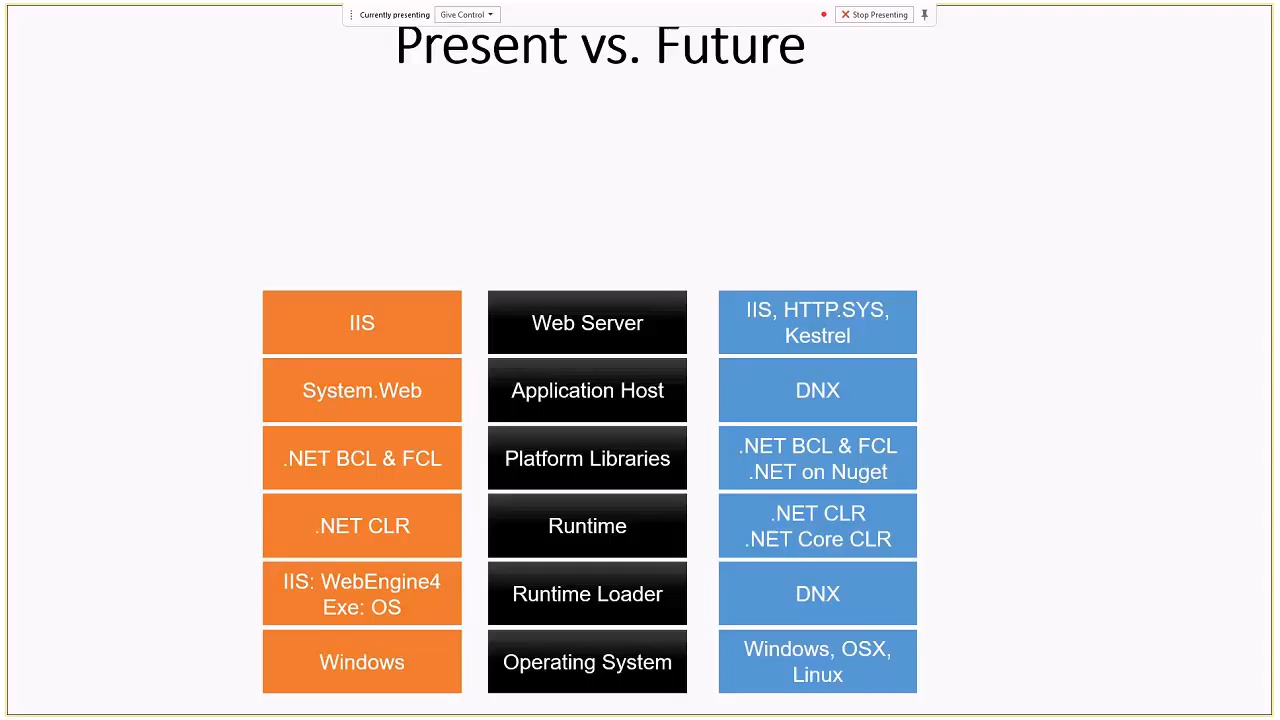 Currently presenting
Give Control
Stop Presenting
Present vs. Future
IIS
Web Server
IIS, HTTP.SYS,
Kestrel
System.Web
Application Host
DNX
.NET BCL & FCL
Platform Libraries
.NET BCL & FCL
.NET on Nuget
.NET CLR
Runtime
.NET CLR
.NET Core CLR
IIS: WebEngine4
Exe: OS
Runtime Loader
DNX
Windows
Operating System
Windows, OSX,
Linux